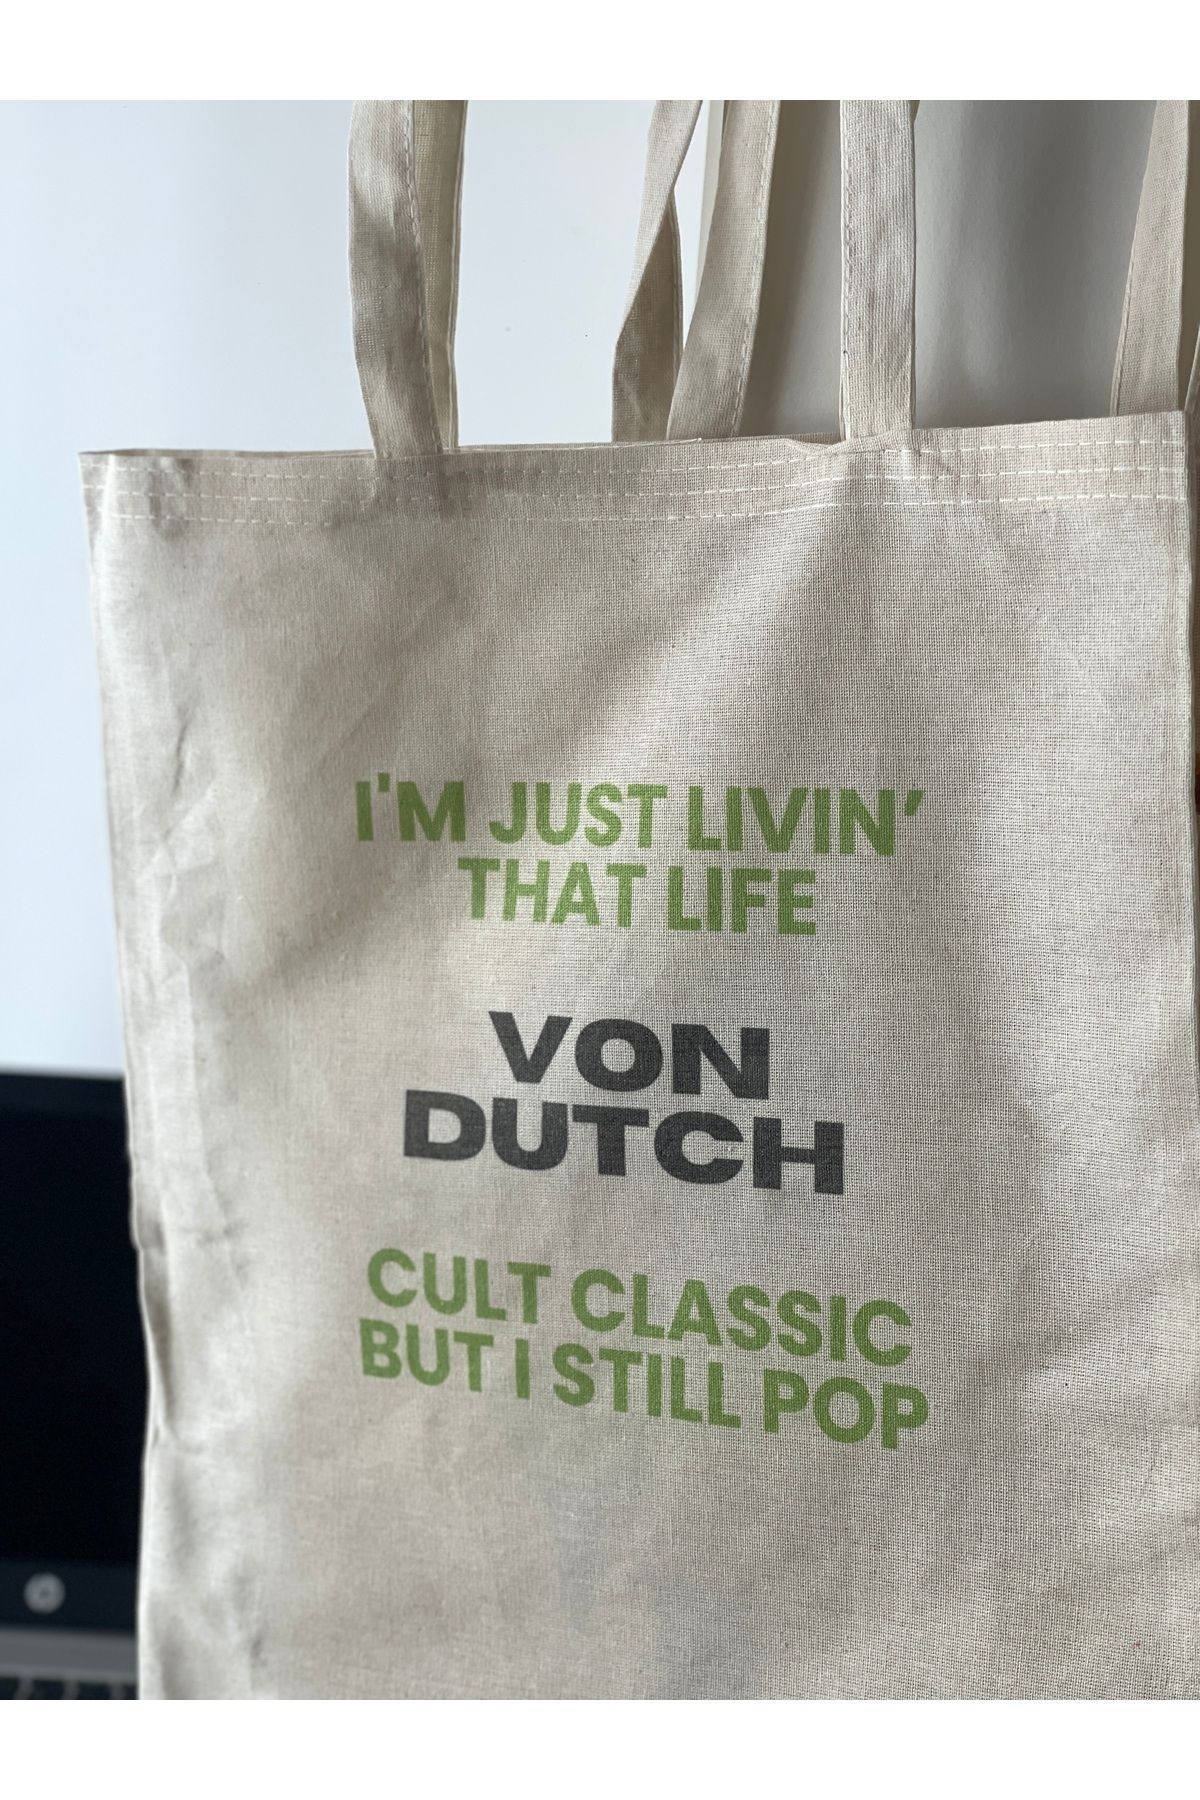 I'M JUST LIVIN’
THAT LIFE
VON
DUTCH
CULT CLASSIC
BUT I STILL POP